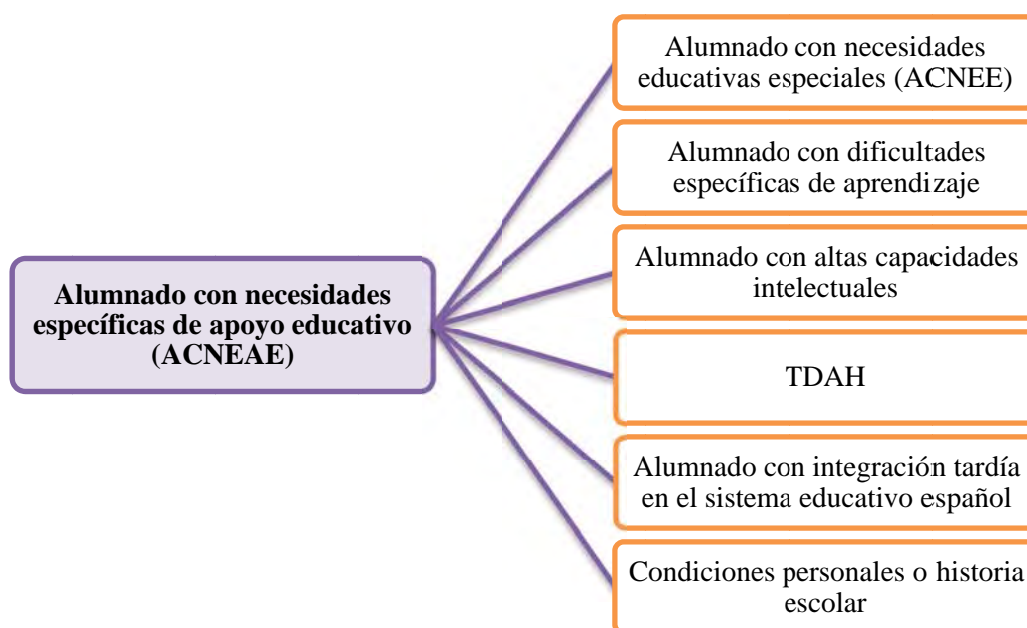 Alumnado con necesidades
específicas de apoyo educativo
(ACNEAE)
Alumnado con necesidades
educativas especiales (ACNEE)
Alumnado con dificultades
específicas de aprendizaje
Alumnado con altas capacidades
intelectuales
TDAH
Alumnado con integración tardía
en el sistema educativo español
Condiciones personales o historia
escolar